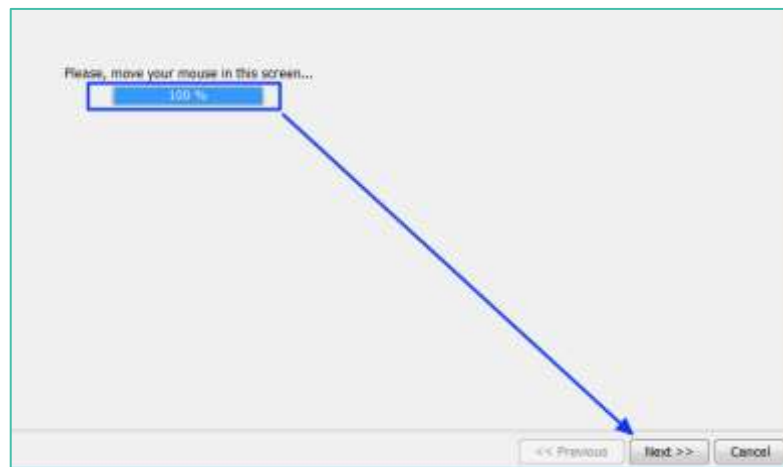 Please, move your mouse in this screen...
100 %
<< Previous
Next >>
Cancel